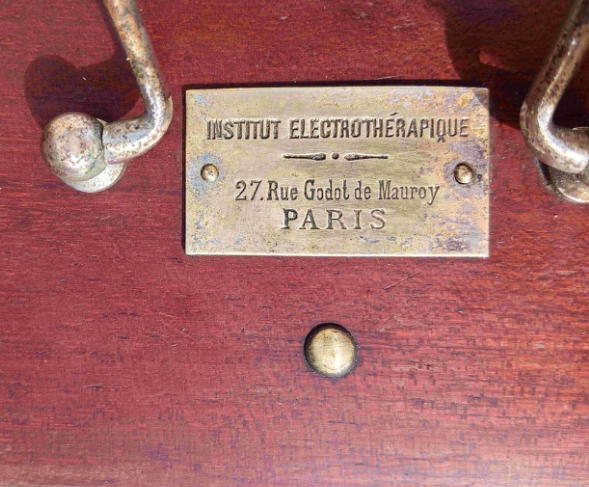 INSTITUT ELECTROTHÉRAPIQUE
27. Rue Godot de Mauroy
PARIS